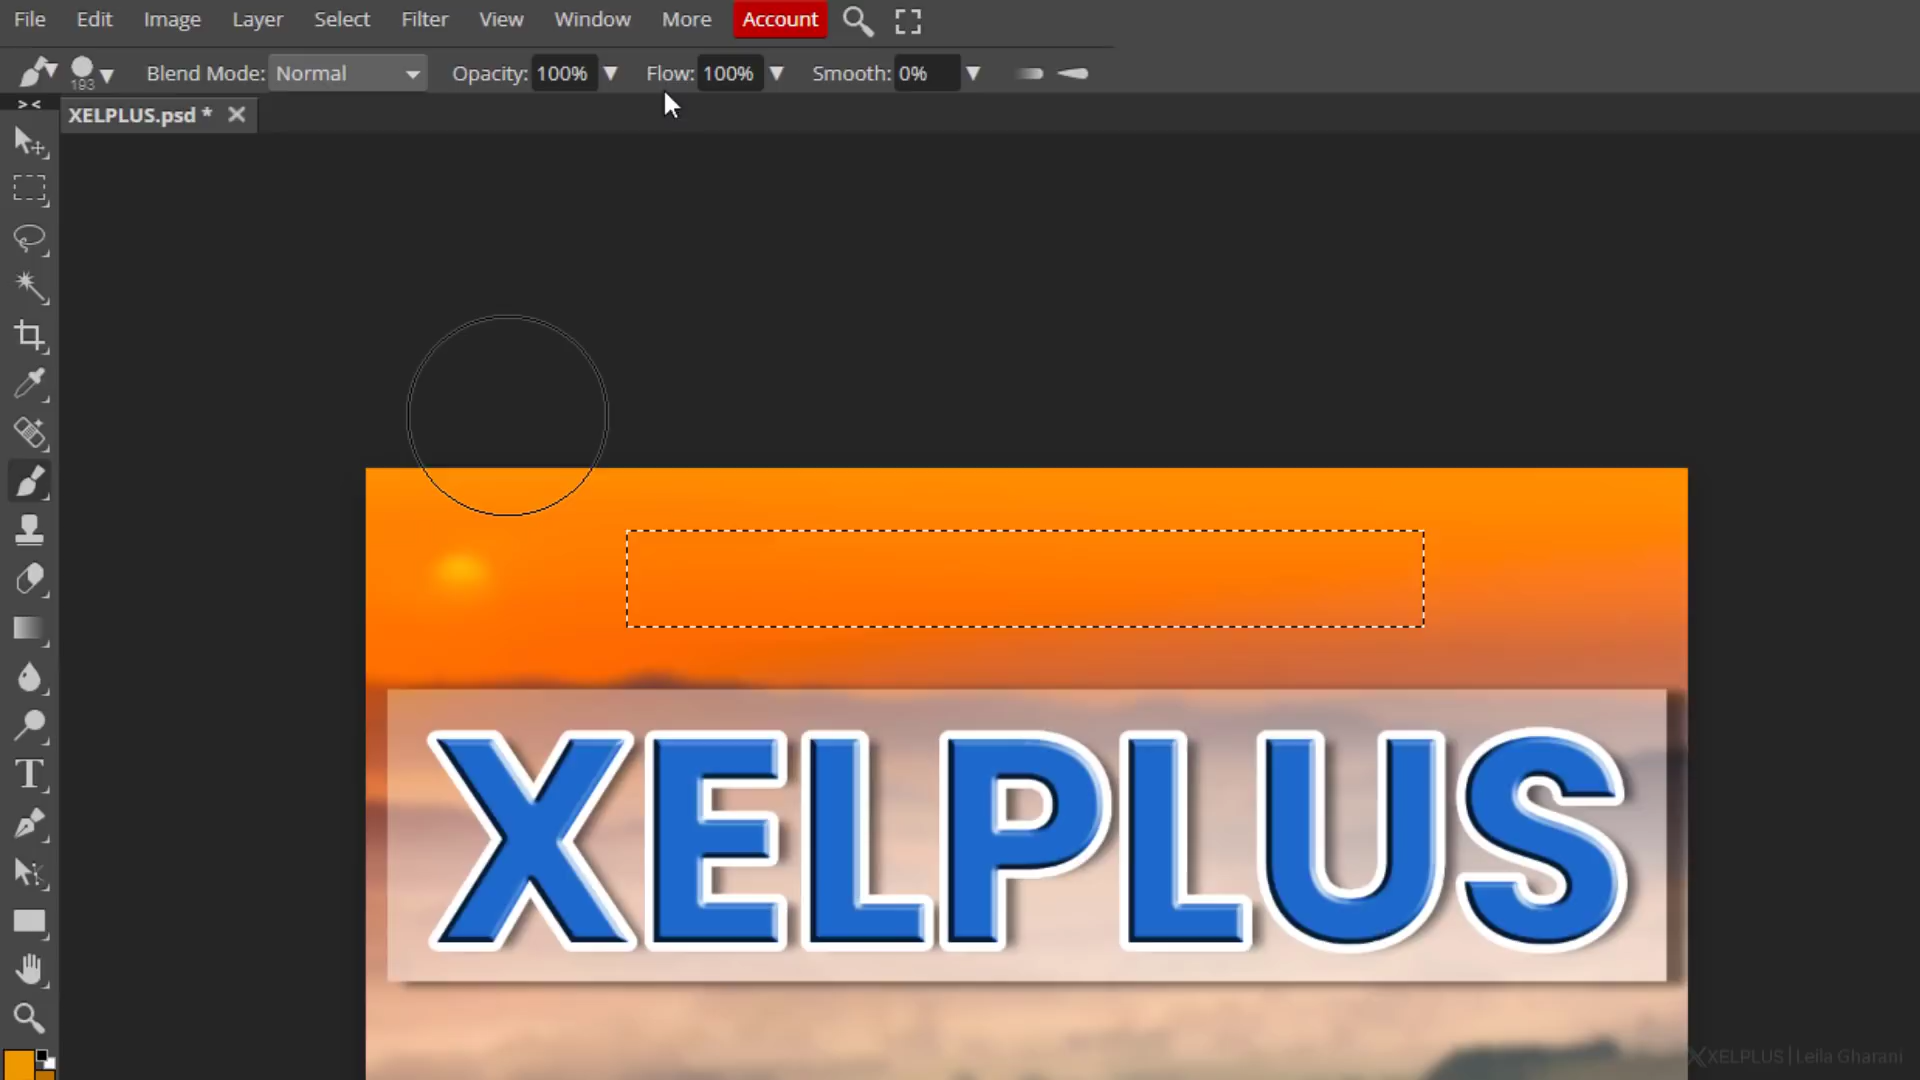 File Edit Image Layer Select Filter View Window More Account
193 Blend Mode: Normal Opacity: 100% Flow: 100% Smooth: 0%
> <
XELPLUS.psd *
XELPLUS
XELPLUS | Leila Gharani